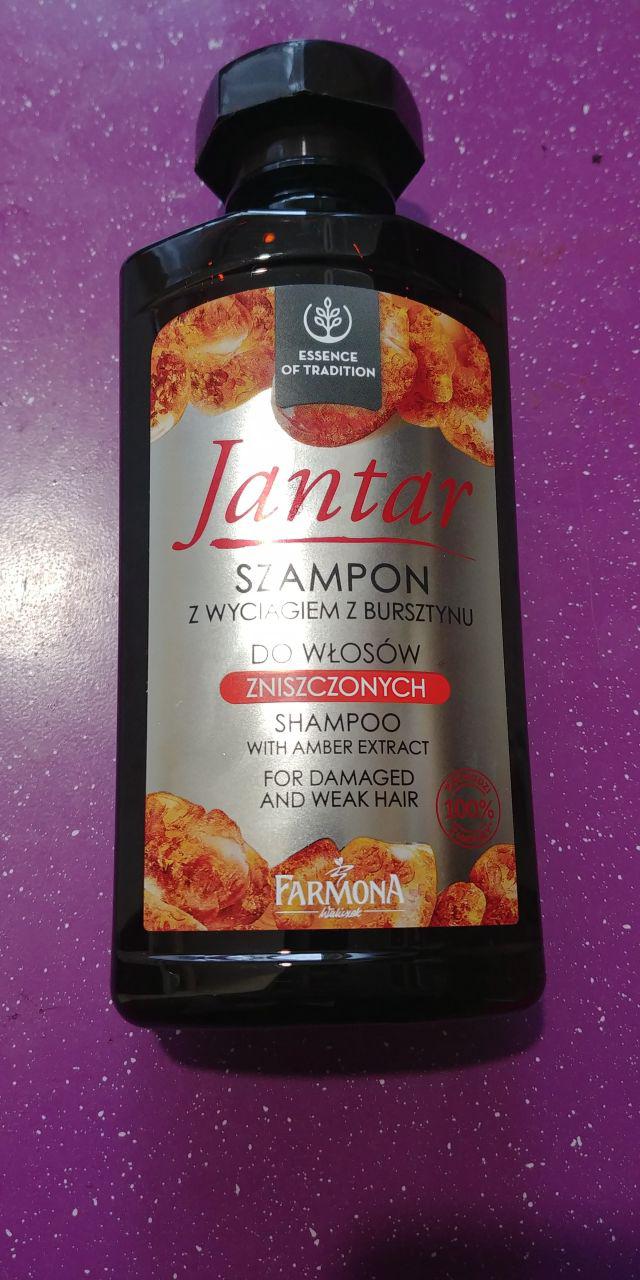 ESSENCE
OF TRADITION
Jantar
SZAMPON
Z WYCIĄGIEM Z BURSZTYNU
DO WŁOSÓW
ZNISZCZONYCH
SHAMPOO
WITH AMBER EXTRACT
FOR DAMAGED
AND WEAK HAIR
100%
FARMONA